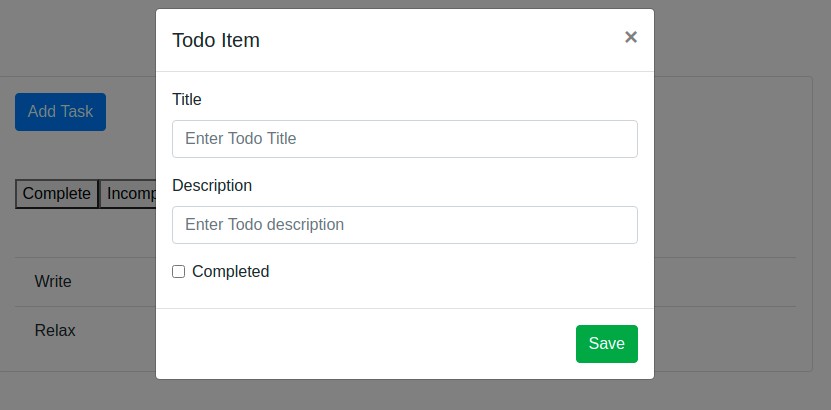 Todo Item ×
Title
Enter Todo Title
Description
Enter Todo description
Completed
Save
Add Task
Complete Incomp
Write
Relax